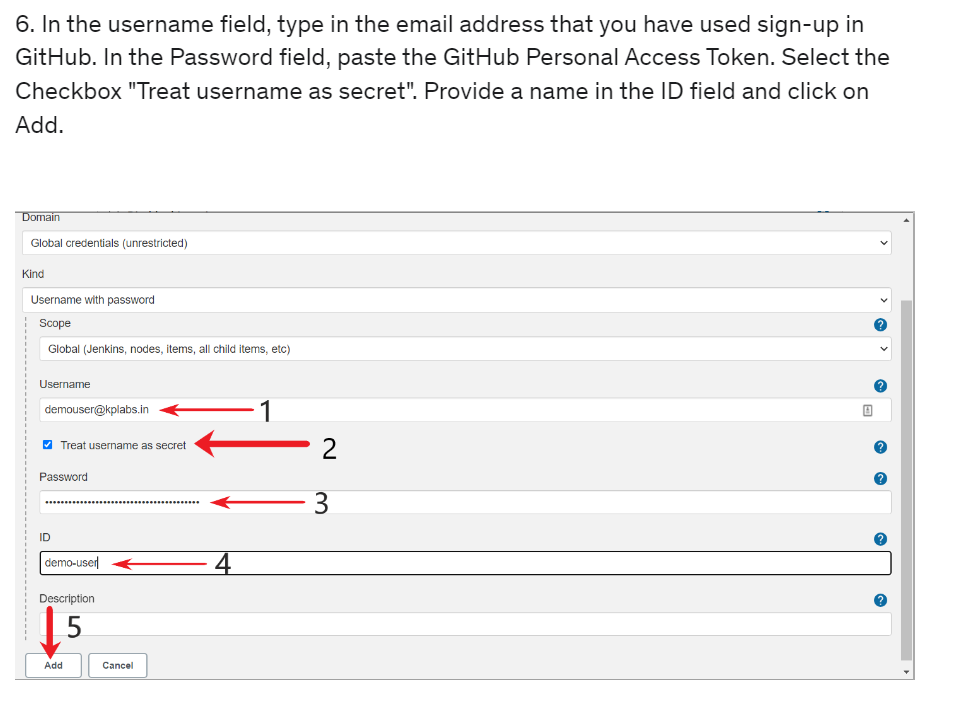 6. In the username field, type in the email address that you have used sign-up in
GitHub. In the Password field, paste the GitHub Personal Access Token. Select the
Checkbox "Treat username as secret". Provide a name in the ID field and click on
Add.
Domain
Global credentials (unrestricted)
Kind
Username with password
Scope
?
Global (Jenkins, nodes, items, all child items, etc)
Username
?
demouser@kplabs.in
1
Treat username as secret
2
?
Password
?
••••••••••••••••••••••••••••••••••••••••
3
ID
?
demo-user
4
Description
?
5
Add
Cancel